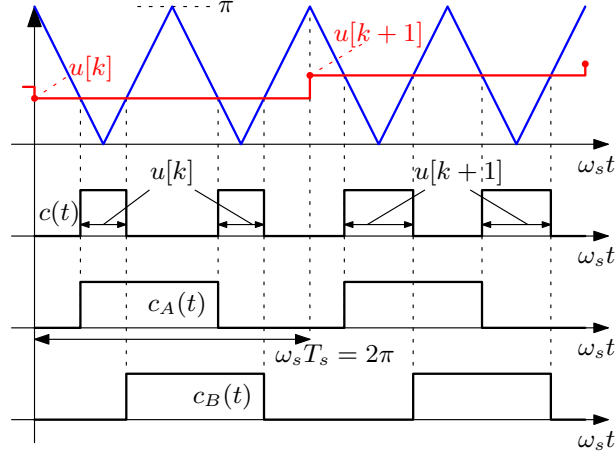 π
u[k]
u[k + 1]
ω_s t
u[k]
u[k + 1]
c(t)
ω_s t
c_A(t)
ω_s t
ω_s T_s = 2π
c_B(t)
ω_s t